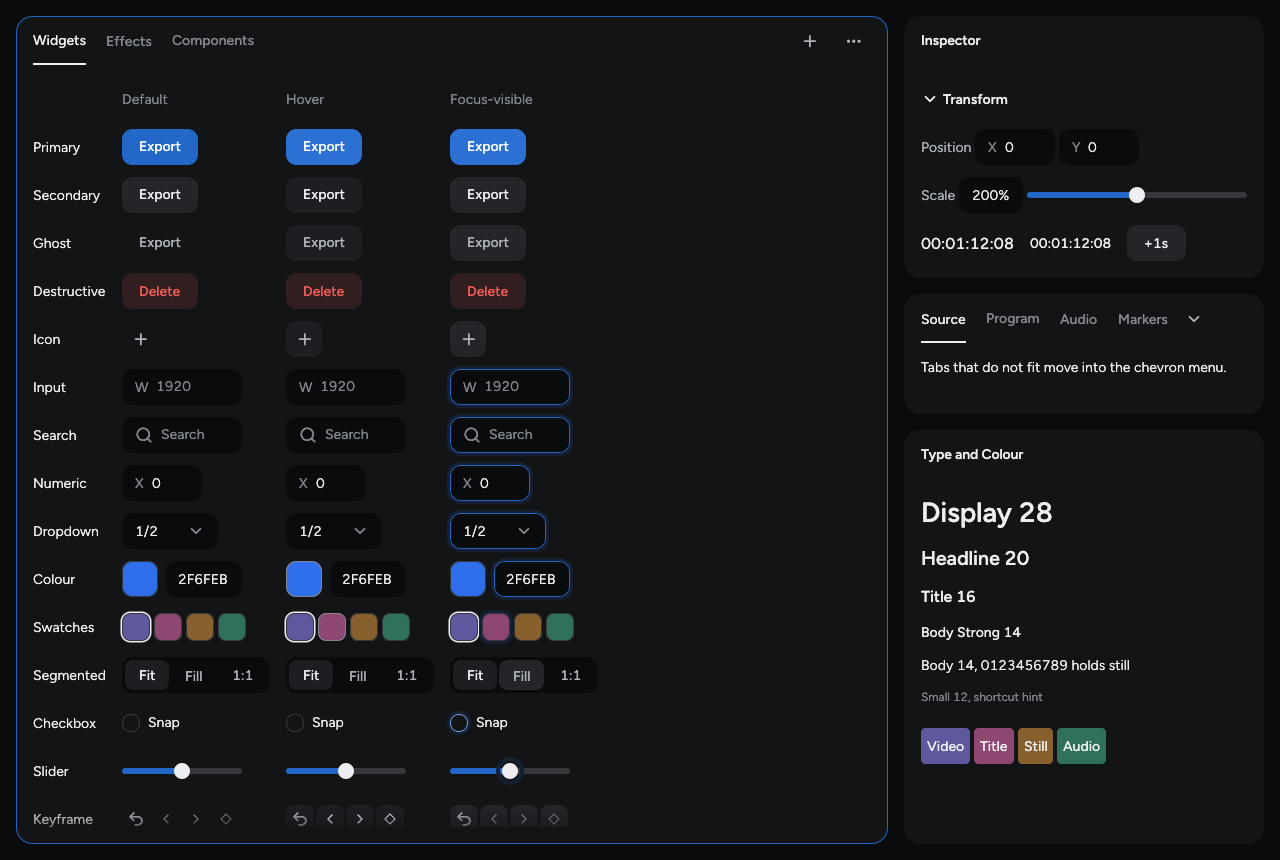 Widgets Effects Components
Default Hover Focus-visible
Primary Export Export Export
Secondary Export Export Export
Ghost Export Export Export
Destructive Delete Delete Delete
Icon
Input W 1920 W 1920 W 1920
Search Search Search Search
Numeric X 0 X 0 X 0
Dropdown 1/2 1/2 1/2
Colour 2F6FEB 2F6FEB 2F6FEB
Swatches
Segmented Fit Fill 1:1 Fit Fill 1:1 Fit Fill 1:1
Checkbox Snap Snap Snap
Slider
Keyframe
Inspector
Transform
Position X 0 Y 0
Scale 200%
00:01:12:08 00:01:12:08 +1s
Source Program Audio Markers
Tabs that do not fit move into the chevron menu.
Type and Colour
Display 28
Headline 20
Title 16
Body Strong 14
Body 14, 0123456789 holds still
Small 12, shortcut hint
Video Title Still Audio